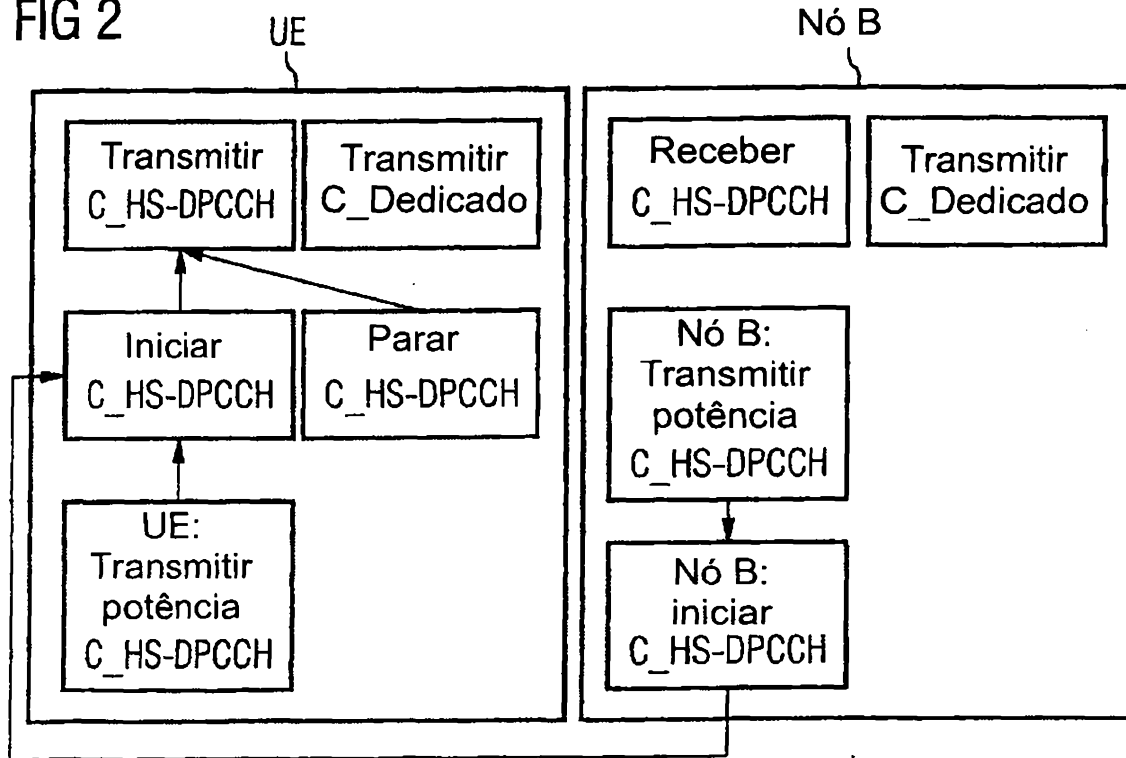 FIG 2
UE
Nó B
Transmitir
C_HS-DPCCH
Transmitir
C_Dedicado
Receber
C_HS-DPCCH
Transmitir
C_Dedicado
Iniciar
C_HS-DPCCH
Parar
C_HS-DPCCH
Nó B:
Transmitir
potência
C_HS-DPCCH
UE:
Transmitir
potência
C_HS-DPCCH
Nó B:
iniciar
C_HS-DPCCH